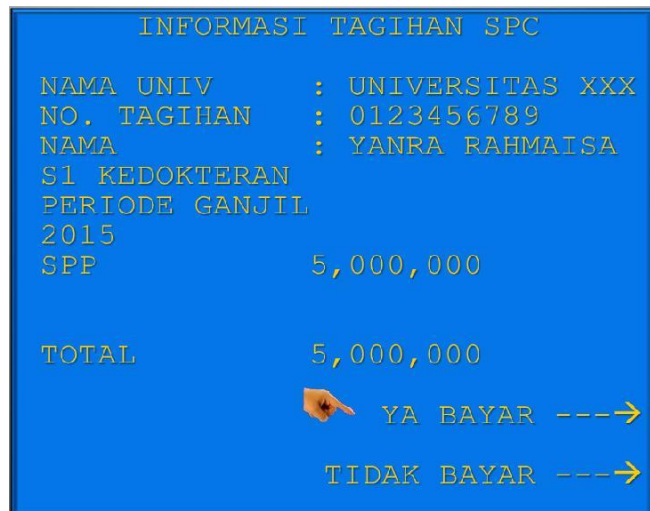 INFORMASI TAGIHAN SPC
NAMA UNIV : UNIVERSITAS XXX
NO. TAGIHAN : 0123456789
NAMA : YANRA RAHMAISA
S1 KEDOKTERAN
PERIODE GANJIL
2015
SPP 5,000,000
TOTAL 5,000,000
YA BAYAR ---→
TIDAK BAYAR ---→